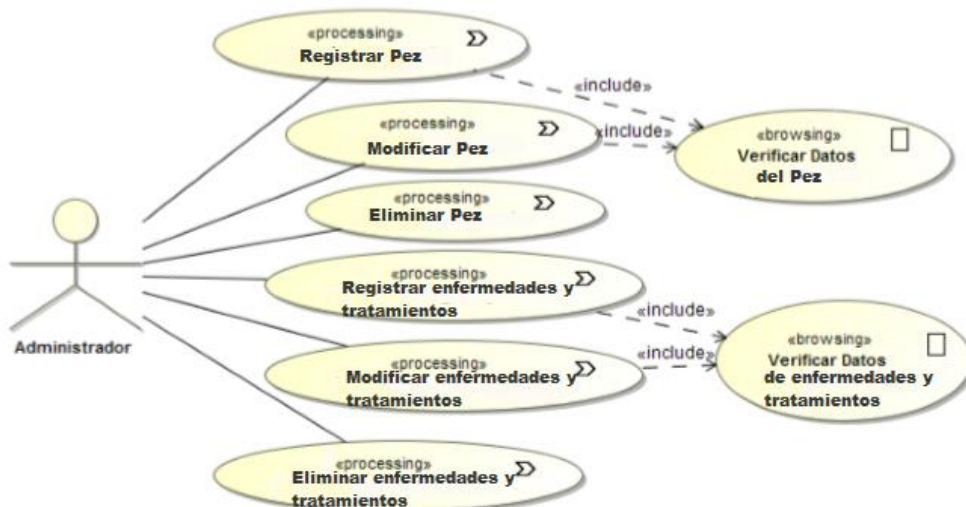 «processing»
Registrar Pez
«include»
«processing»
Modificar Pez
«include»
«browsing»
Verificar Datos
del Pez
«processing»
Eliminar Pez
«processing»
Registrar enfermedades y
tratamientos
«include»
«processing»
Modificar enfermedades y
tratamientos
«include»
«browsing»
Verificar Datos
de enfermedades y
tratamientos
Administrador
«processing»
Eliminar enfermedades y
tratamientos